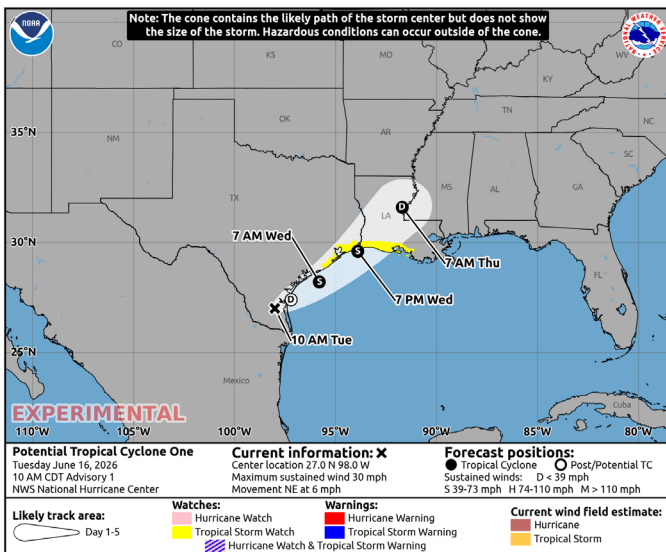 Note: The cone contains the likely path of the storm center but does not show
the size of the storm. Hazardous conditions can occur outside of the cone.
NOAA
NATIONAL WEATHER SERVICE
CO
KS
MO
WV
VA
KY
35°N
NM
OK
AR
TN
NC
SC
TX
LA
MS
AL
GA
7 AM Wed
30°N
7 AM Thu
7 PM Wed
FL
10 AM Tue
25°N
Mexico
Cuba
EXPERIMENTAL
110°W
105°W
100°W
95°W
90°W
85°W
80°W
D
S
S
D
Potential Tropical Cyclone One
Tuesday June 16, 2026
10 AM CDT Advisory 1
NWS National Hurricane Center
Current information: ✖
Center location 27.0 N 98.0 W
Maximum sustained wind 30 mph
Movement NE at 6 mph
Forecast positions:
Tropical Cyclone Post/Potential TC
Sustained winds: D < 39 mph
S 39-73 mph H 74-110 mph M > 110 mph
Likely track area:
Day 1-5
Watches:
Hurricane Watch
Tropical Storm Watch
Warnings:
Hurricane Warning
Tropical Storm Warning
Hurricane Watch & Tropical Storm Warning
Current wind field estimate:
Hurricane
Tropical Storm